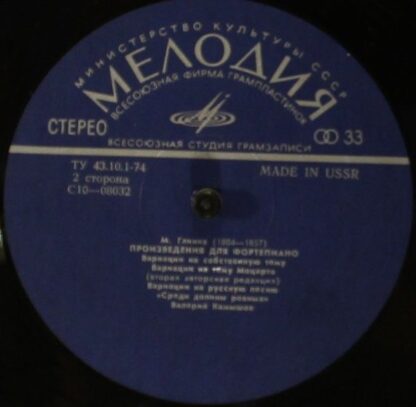 МИНИСТЕРСТВО КУЛЬТУРЫ СССР
МЕЛОДИЯ
ВСЕСОЮЗНАЯ ФИРМА ГРАМПЛАСТИНОК
СТЕРЕО
33
ВСЕСОЮЗНАЯ СТУДИЯ ГРАМЗАПИСИ
ТУ 43.10.1-74
2 сторона
С10—08032
MADE IN USSR
М. Глинка (1804—1857)
ПРОИЗВЕДЕНИЯ ДЛЯ ФОРТЕПИАНО
Вариации на собственную тему
Вариации на тему Моцарта
(вторая авторская редакция)
Вариации на русскую песню
«Среди долины ровныя»
Валерий Камышов